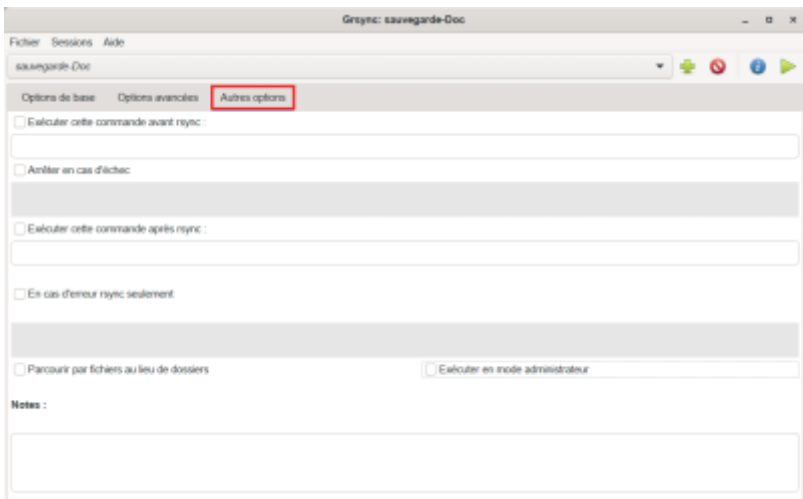 Grsync: sauvegarde-Doc
Fichier Sessions Aide
sauvegarde-Doc
Options de base Options avancées Autres options
Exécuter cette commande avant rsync :
Arrêter en cas d'échec
Exécuter cette commande après rsync :
En cas d'erreur rsync seulement
Parcourir par fichiers au lieu de dossiers Exécuter en mode administrateur
Notes :